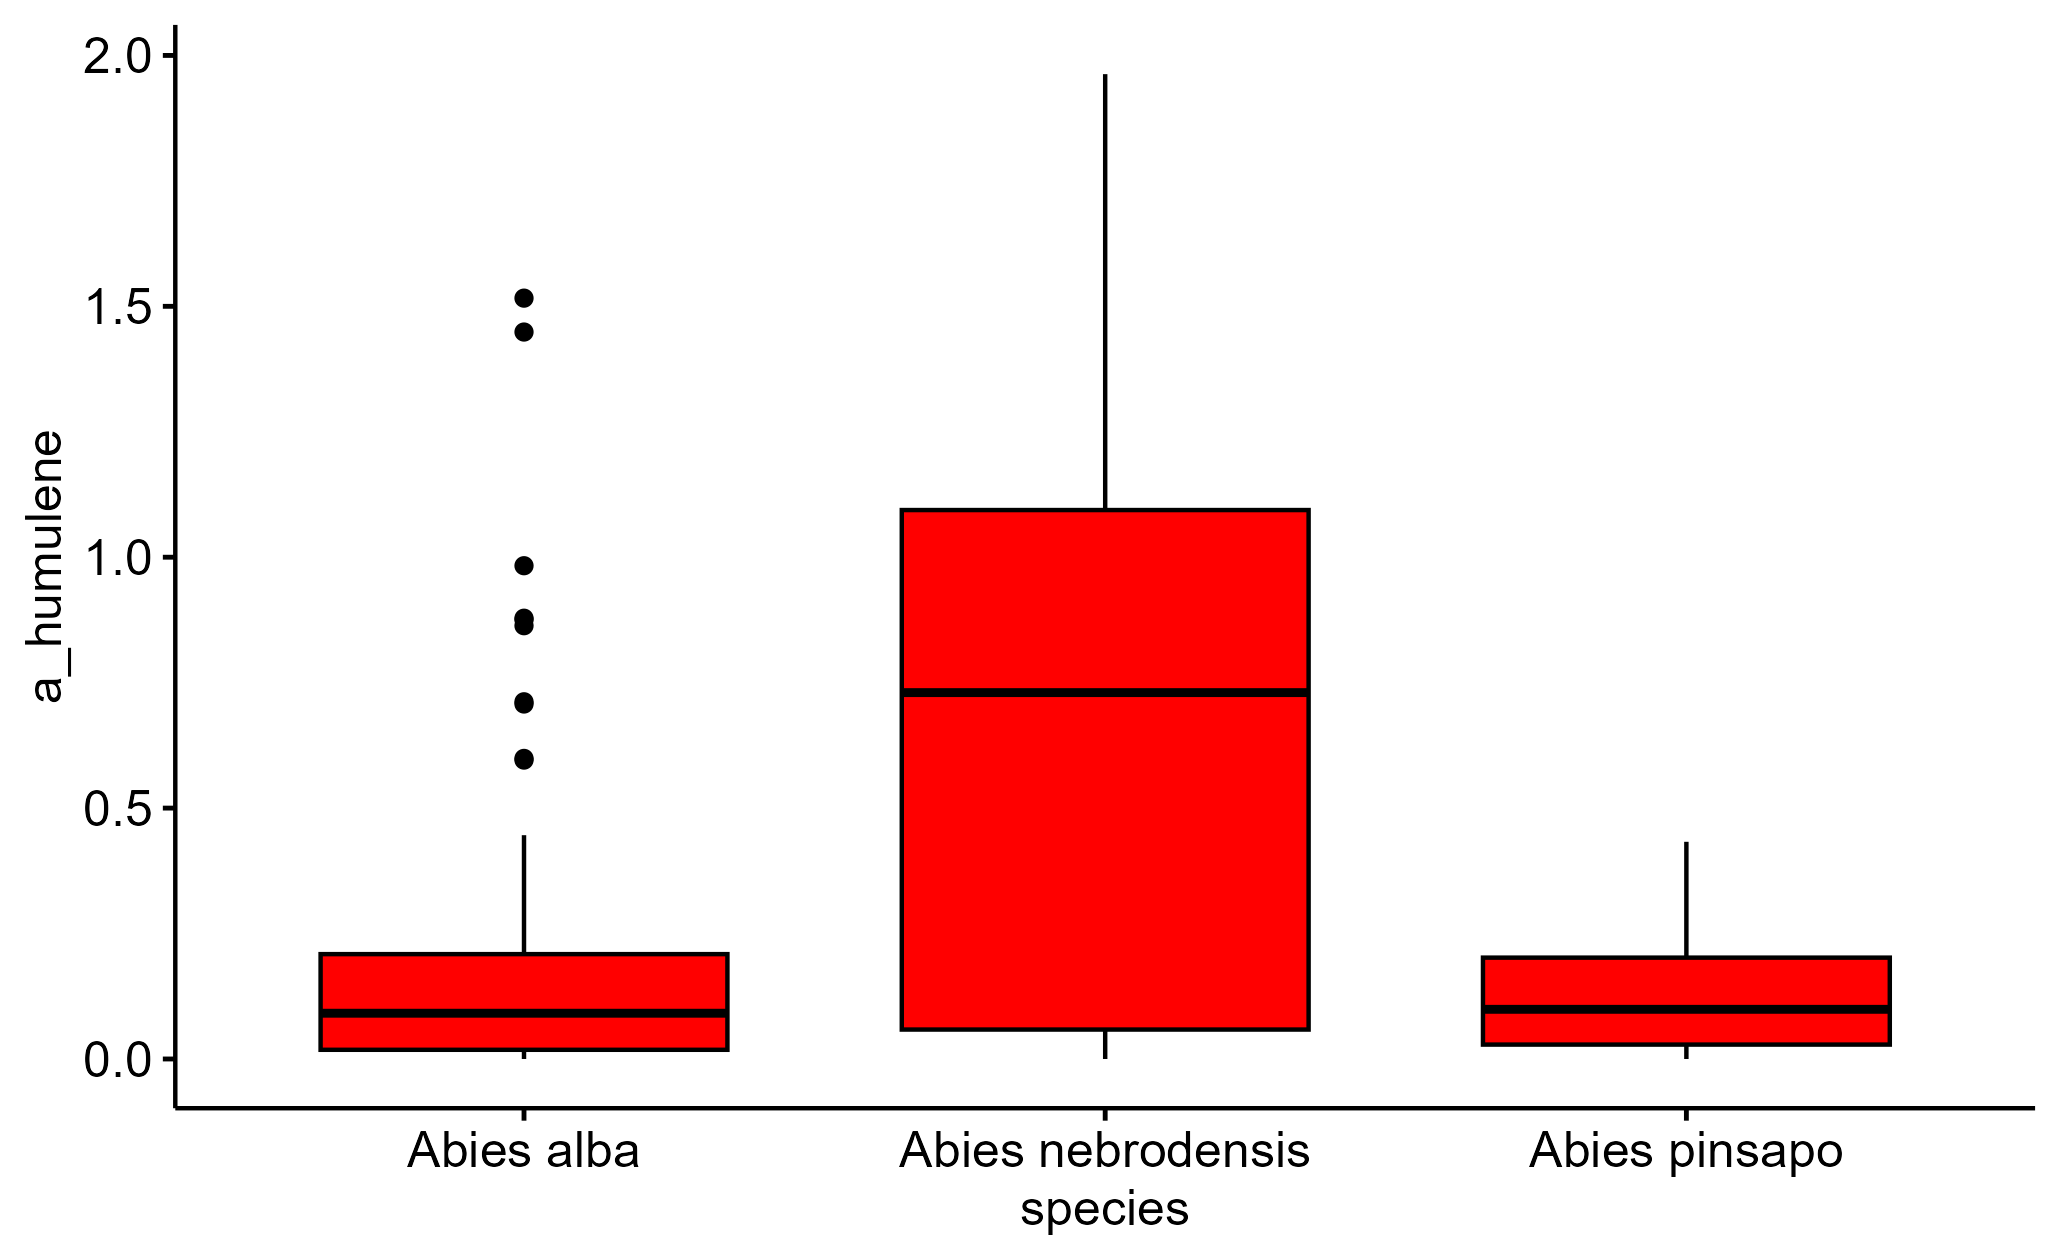 2.0
1.5
1.0
0.5
0.0
a_humulene
Abies alba
Abies nebrodensis
Abies pinsapo
species